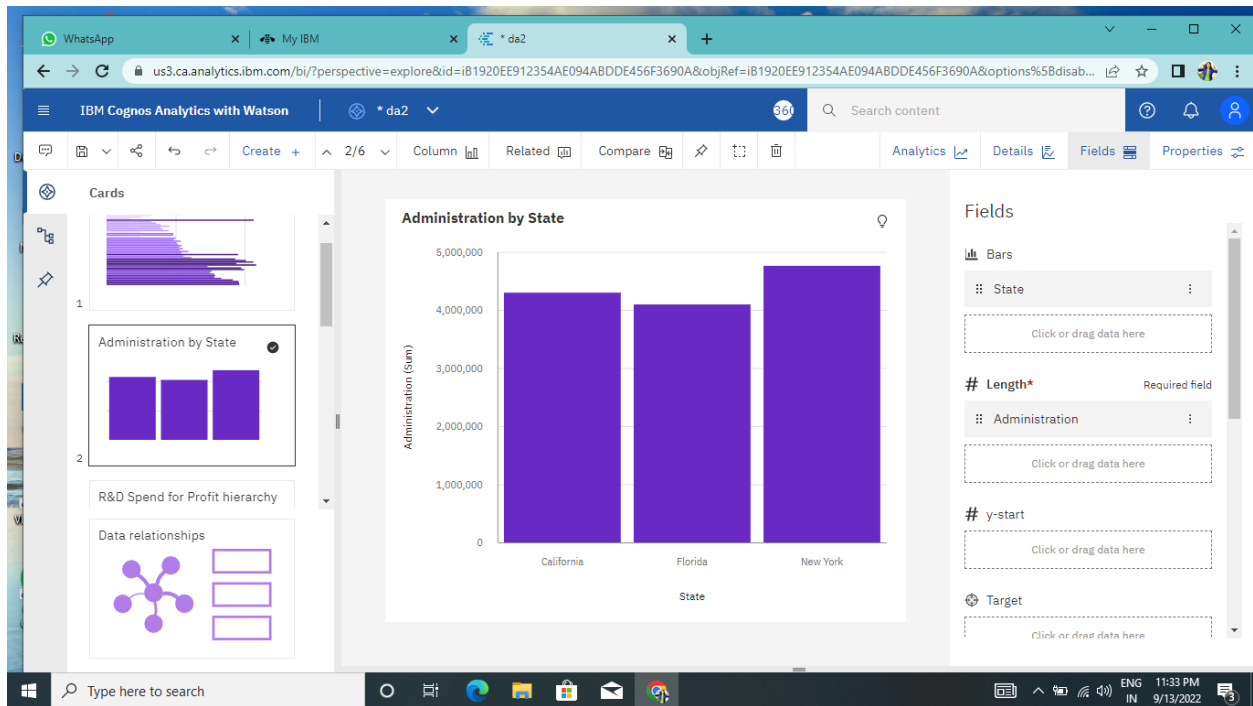 WhatsApp
My IBM
* da2
us3.ca.analytics.ibm.com/bi/?perspective=explore&id=iB1920EE912354AE094ABDDE456F3690A&objRef=iB1920EE912354AE094ABDDE456F3690A&options%5Bdisab...
IBM Cognos Analytics with Watson
* da2
Search content
Create +
2/6
Column
Related
Compare
Analytics
Details
Fields
Properties
Cards
1
Administration by State
2
R&D Spend for Profit hierarchy
Data relationships
Administration by State
Administration (Sum)
5,000,000
4,000,000
3,000,000
2,000,000
1,000,000
0
California
Florida
New York
State
Fields
Bars
State
Click or drag data here
# Length*
Required field
Administration
Click or drag data here
# y-start
Click or drag data here
Target
Click or drag data here
Type here to search
ENG
IN
11:33 PM
9/13/2022
3